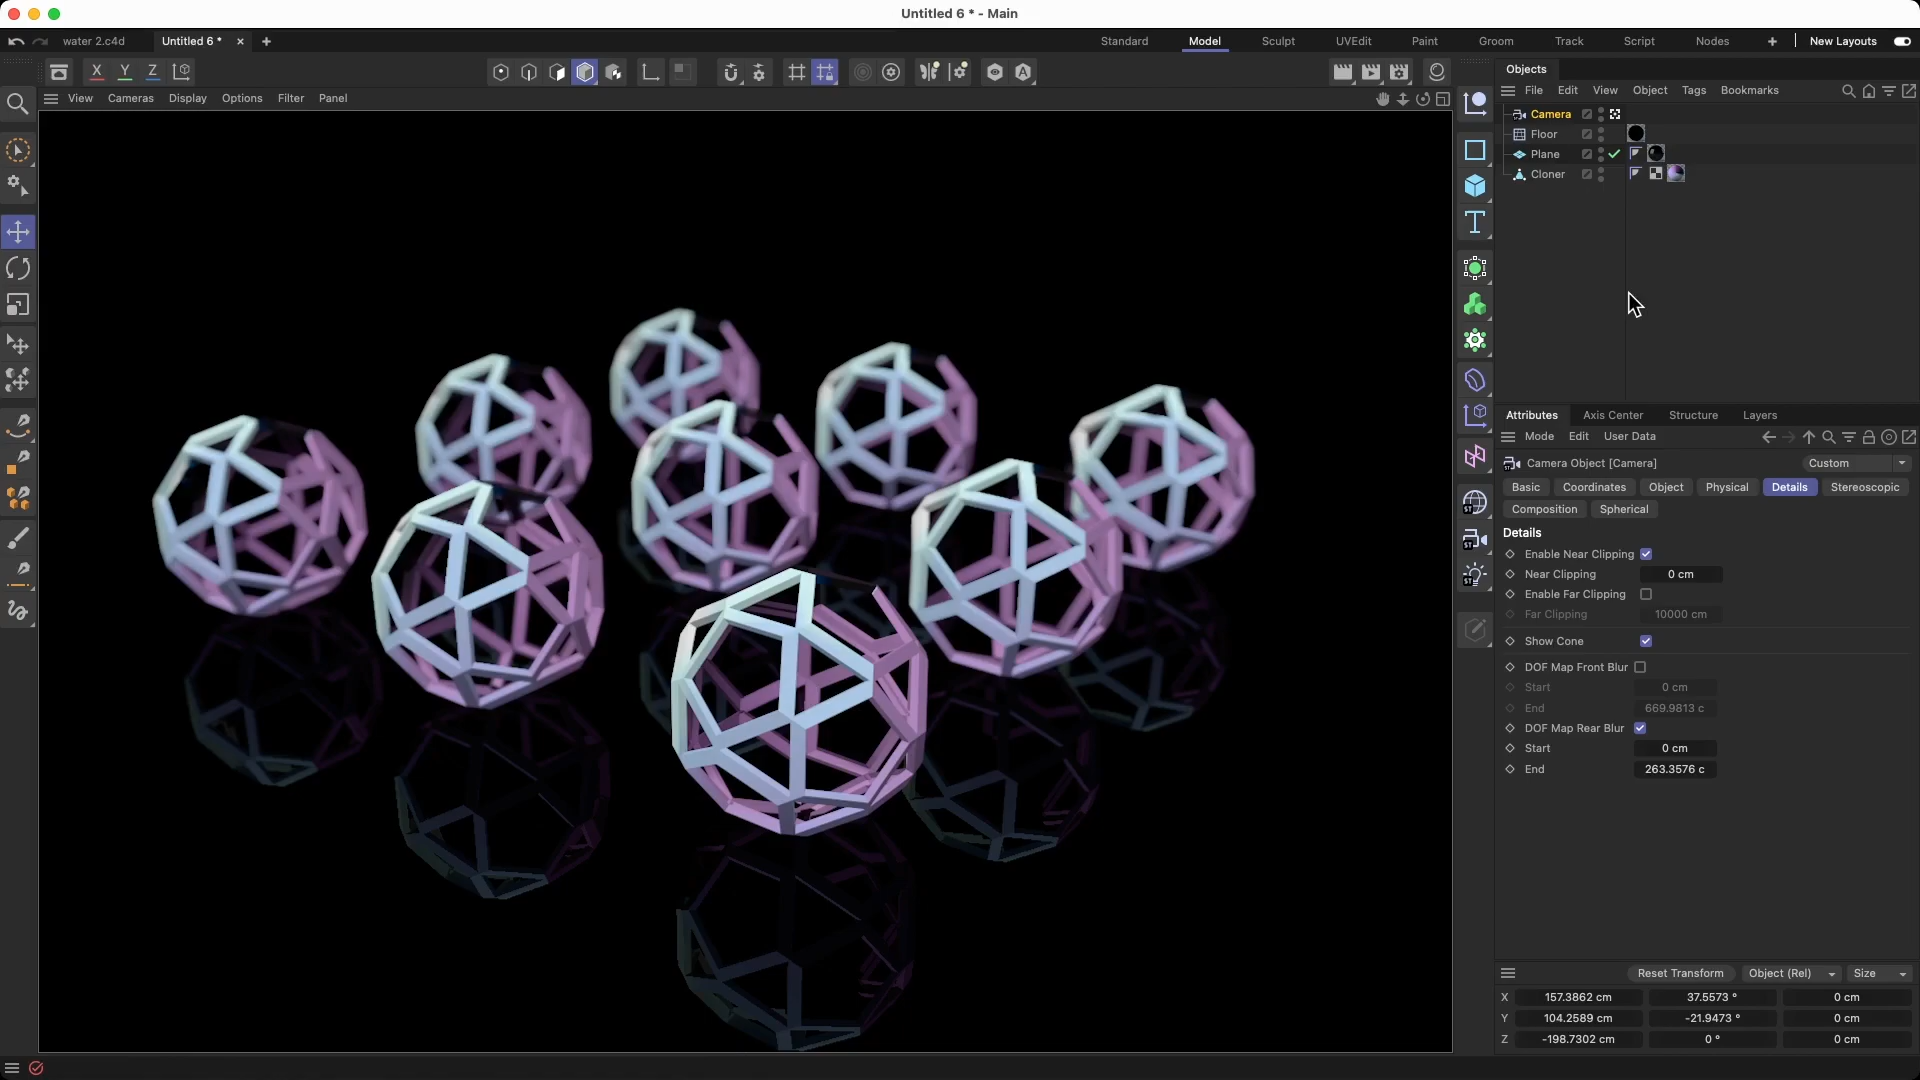 Untitled 6 * - Main
water 2.c4d
Untitled 6 *
Standard
Model
Sculpt
UVEdit
Paint
Groom
Track
Script
Nodes
New Layouts
X Y Z
View
Cameras
Display
Options
Filter
Panel
Objects
File
Edit
View
Object
Tags
Bookmarks
Camera
Floor
Plane
Cloner
Attributes
Axis Center
Structure
Layers
Mode
Edit
User Data
Camera Object [Camera]
Custom
Basic
Coordinates
Object
Physical
Details
Stereoscopic
Composition
Spherical
Details
Enable Near Clipping
Near Clipping 0 cm
Enable Far Clipping
Far Clipping 10000 cm
Show Cone
DOF Map Front Blur
Start 0 cm
End 669.9813 c
DOF Map Rear Blur
Start 0 cm
End 263.3576 c
Reset Transform
Object (Rel)
Size
X 157.3862 cm 37.5573 ° 0 cm
Y 104.2589 cm -21.9473 ° 0 cm
Z -198.7302 cm 0 ° 0 cm